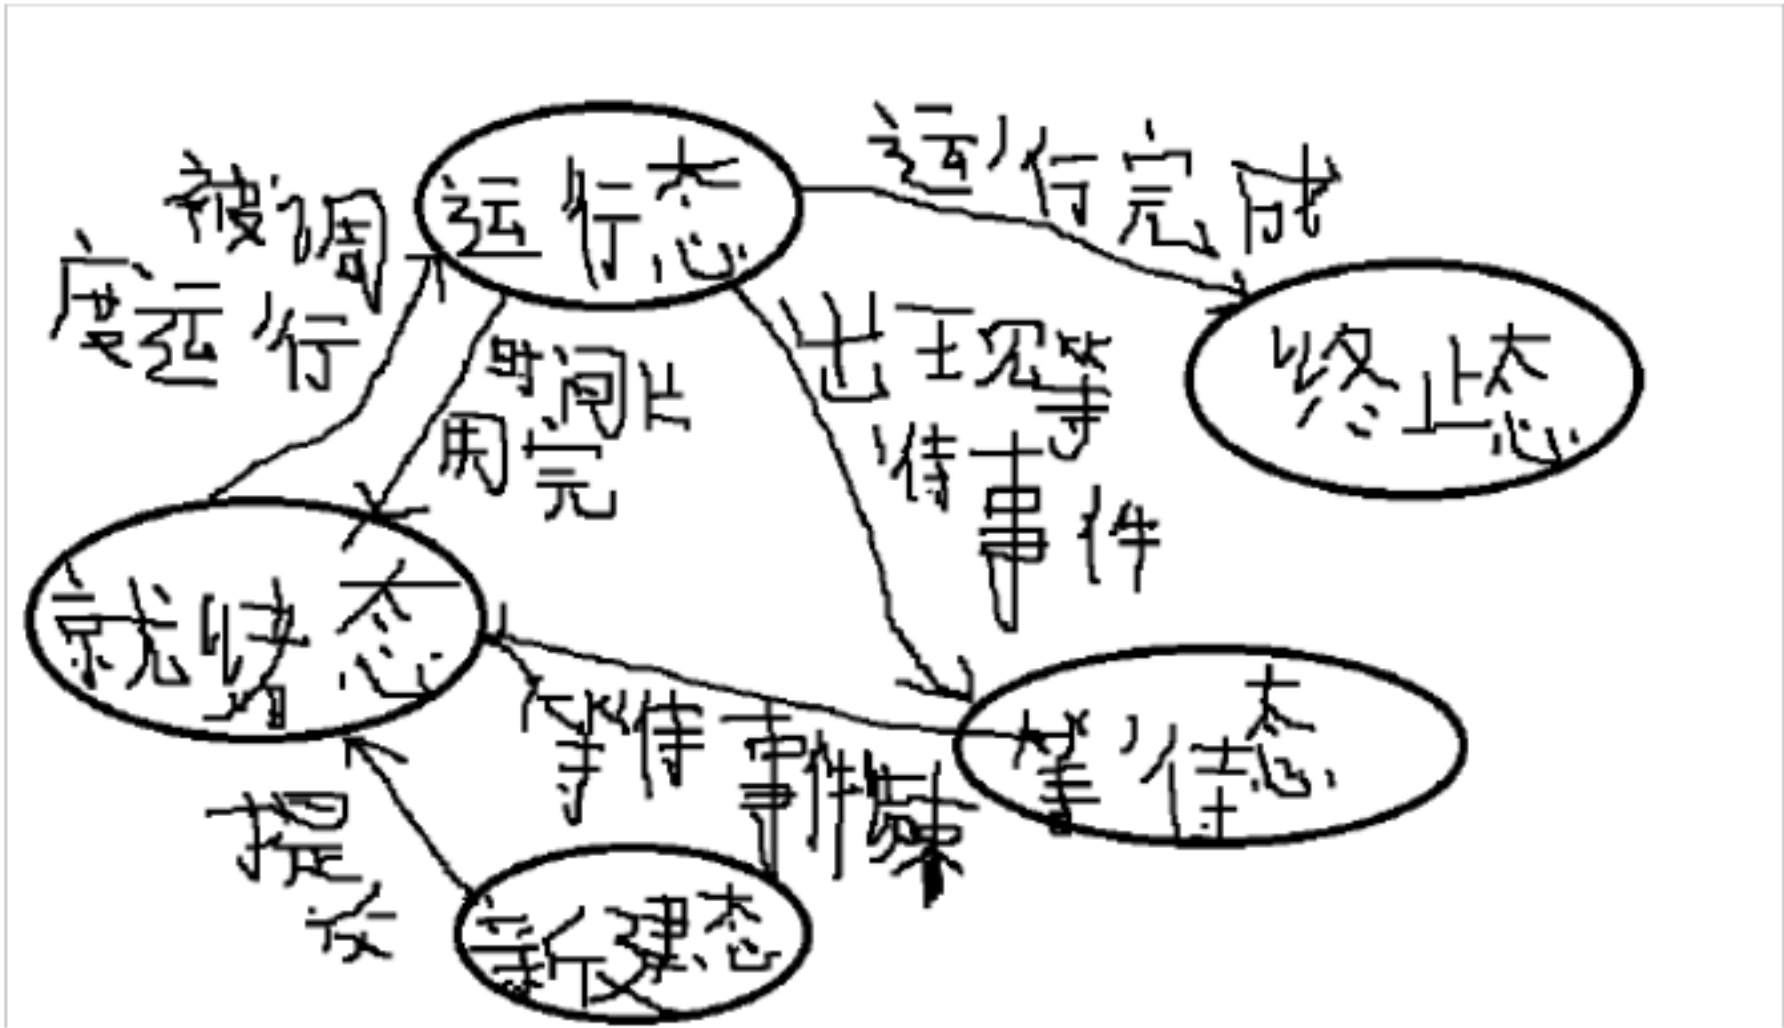 运行态
运行完成
被调
度运行
时间片
用完
出现等
待事件
终止态
就绪态
等待事件
等待态
提
交
新建态